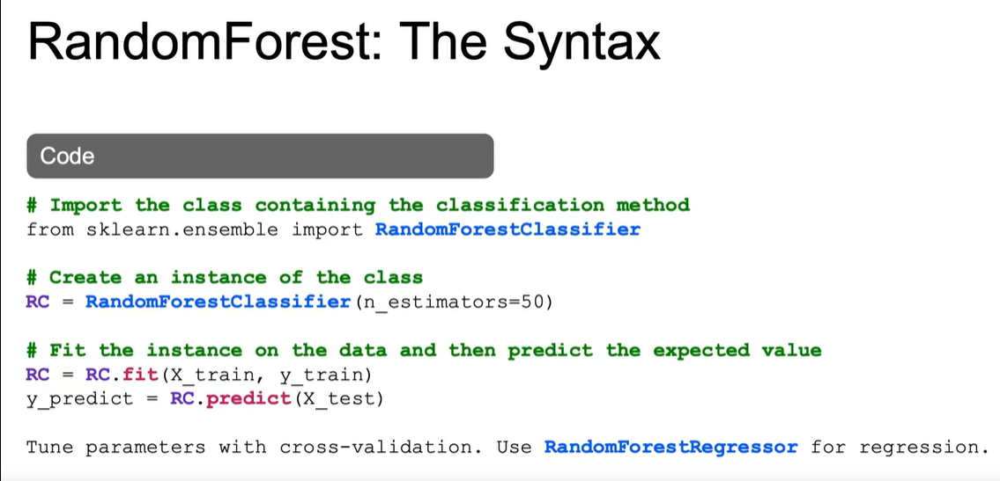 RandomForest: The Syntax
Code
# Import the class containing the classification method
from sklearn.ensemble import RandomForestClassifier
# Create an instance of the class
RC = RandomForestClassifier(n_estimators=50)
# Fit the instance on the data and then predict the expected value
RC = RC.fit(X_train, y_train)
y_predict = RC.predict(X_test)
Tune parameters with cross-validation. Use RandomForestRegressor for regression.